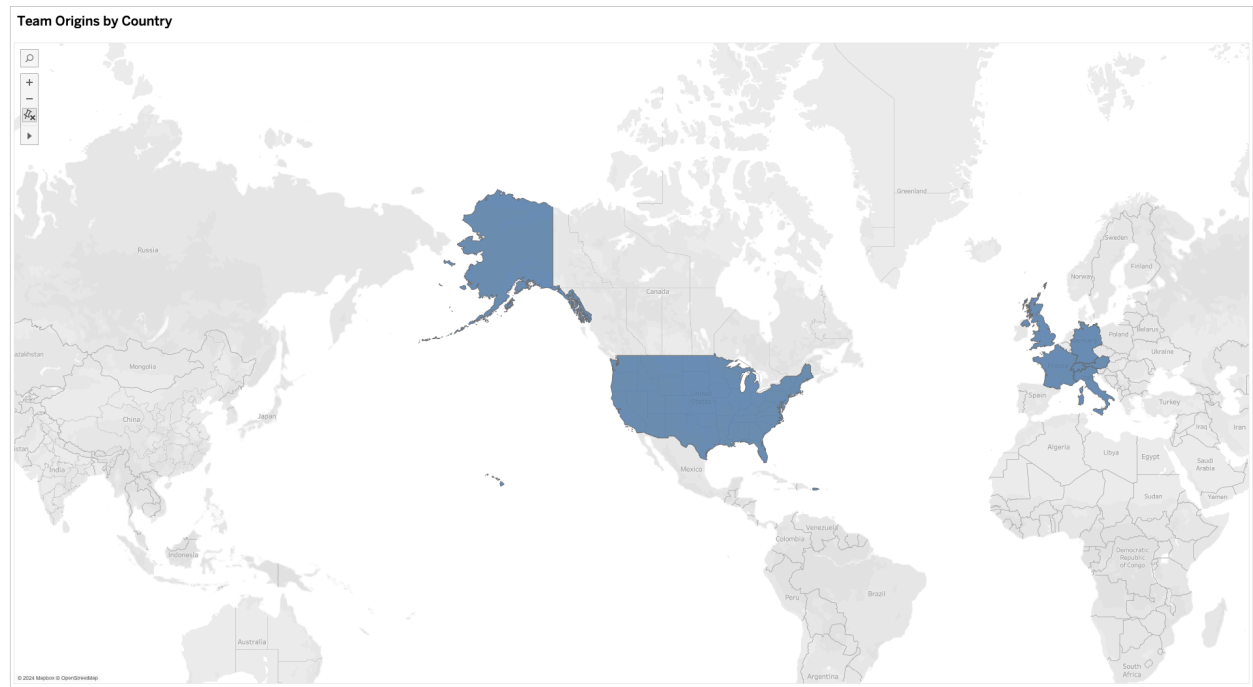 Team Origins by Country
Greenland
Russia
Sweden
Finland
Norway
Canada
Poland
Belarus
Ukraine
azakhstan
Mongolia
Spain
Turkey
Japan
China
Iraq
Iran
Algeria
Libya
Egypt
stan
India
Mexico
Saudi
Arabia
Sudan
Yemen
Venezuela
Colombia
Indonesia
Democratic
Republic
of Congo
Peru
Brazil
Australia
South
Africa
Argentina
© 2024 Mapbox © OpenStreetMap